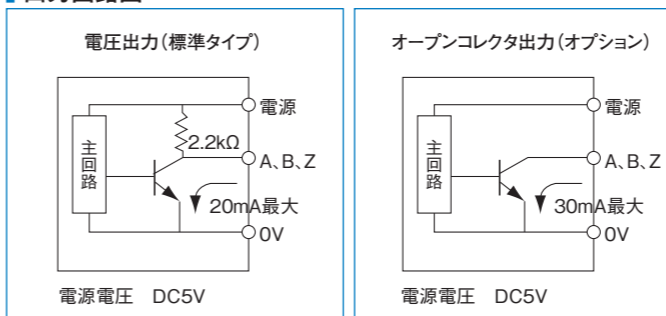 電圧出力(標準タイプ)
電源
2.2kΩ
主回路
A、B、Z
20mA最大
0V
電源電圧 DC5V
オープンコレクタ出力(オプション)
電源
主回路
A、B、Z
30mA最大
0V
電源電圧 DC5V